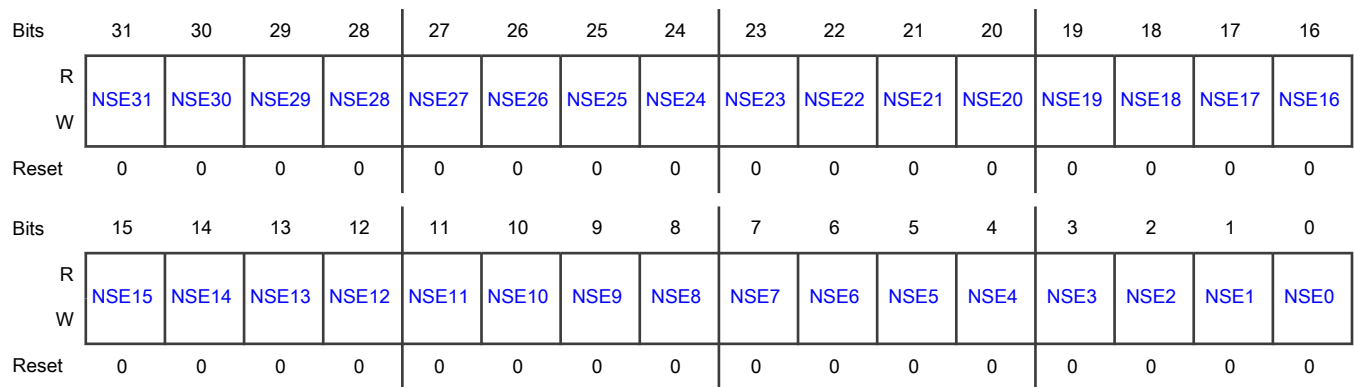 Bits 31 30 29 28 27 26 25 24 23 22 21 20 19 18 17 16
R
NSE31 NSE30 NSE29 NSE28 NSE27 NSE26 NSE25 NSE24 NSE23 NSE22 NSE21 NSE20 NSE19 NSE18 NSE17 NSE16
W
Reset 0 0 0 0 0 0 0 0 0 0 0 0 0 0 0 0
Bits 15 14 13 12 11 10 9 8 7 6 5 4 3 2 1 0
R
NSE15 NSE14 NSE13 NSE12 NSE11 NSE10 NSE9 NSE8 NSE7 NSE6 NSE5 NSE4 NSE3 NSE2 NSE1 NSE0
W
Reset 0 0 0 0 0 0 0 0 0 0 0 0 0 0 0 0